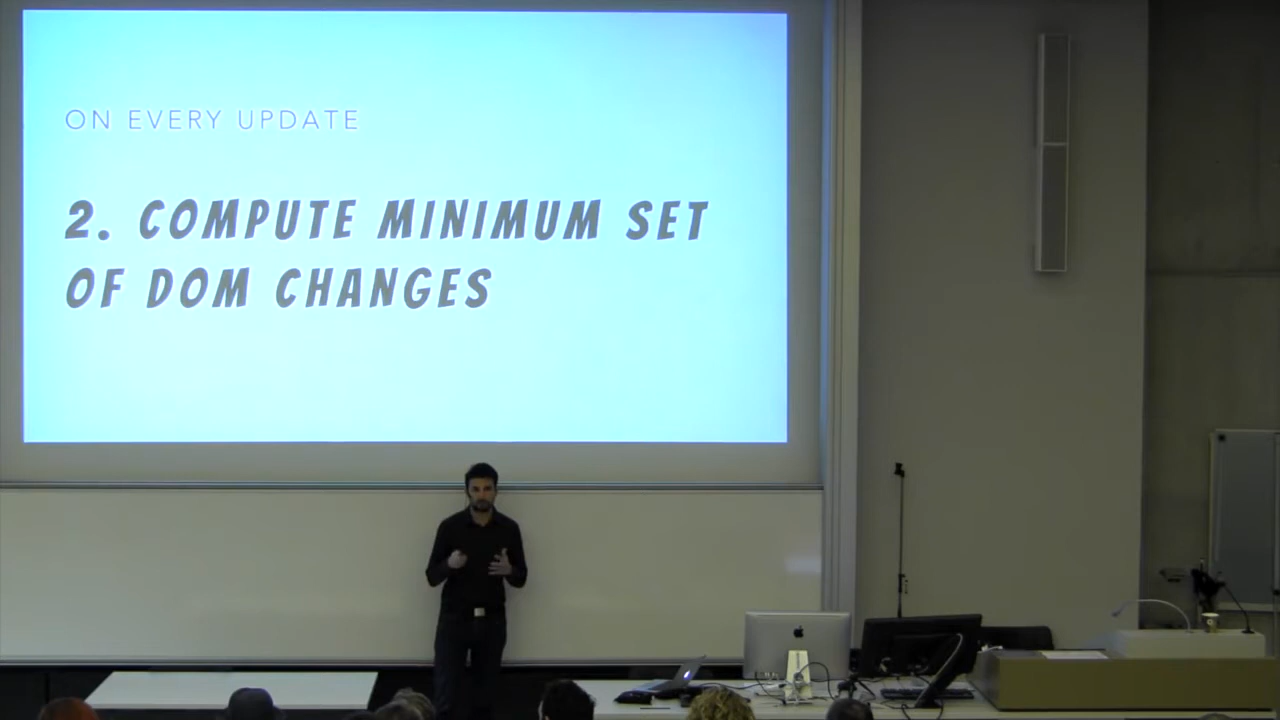 ON EVERY UPDATE
2. COMPUTE MINIMUM SET
OF DOM CHANGES